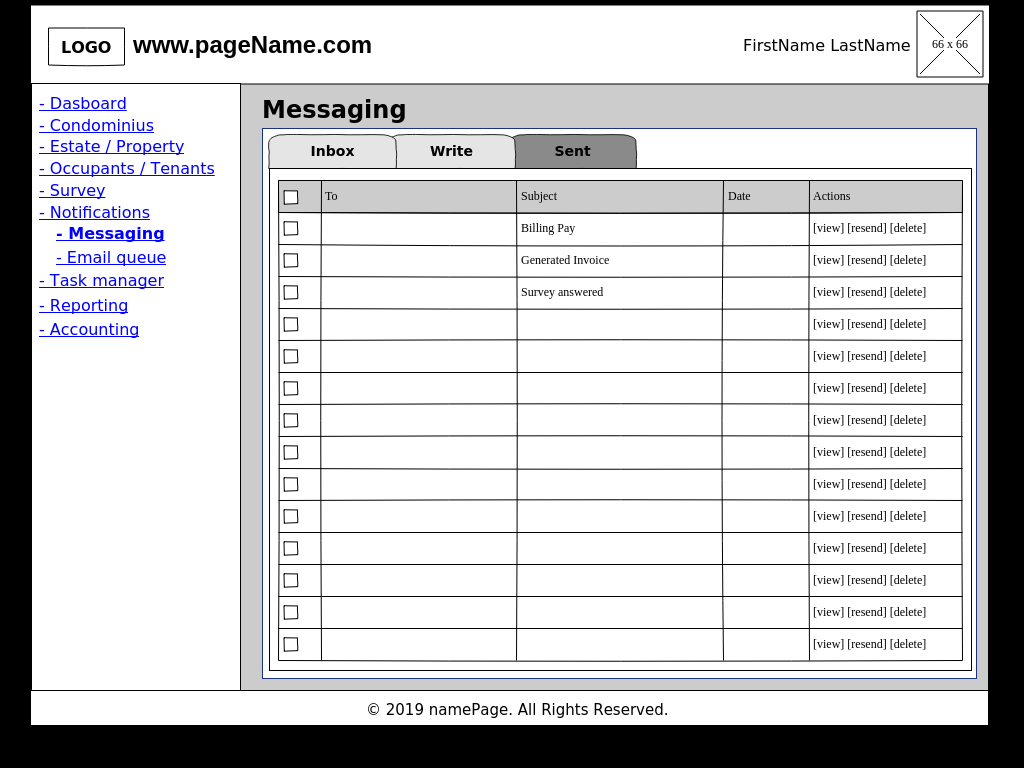 LOGO www.pageName.com FirstName LastName 66 x 66
- Dasboard
- Condominius
- Estate / Property
- Occupants / Tenants
- Survey
- Notifications
- Messaging
- Email queue
- Task manager
- Reporting
- Accounting
Messaging
Inbox Write Sent
To Subject Date Actions
Billing Pay [view] [resend] [delete]
Generated Invoice [view] [resend] [delete]
Survey answered [view] [resend] [delete]
[view] [resend] [delete]
[view] [resend] [delete]
[view] [resend] [delete]
[view] [resend] [delete]
[view] [resend] [delete]
[view] [resend] [delete]
[view] [resend] [delete]
[view] [resend] [delete]
[view] [resend] [delete]
[view] [resend] [delete]
[view] [resend] [delete]
© 2019 namePage. All Rights Reserved.